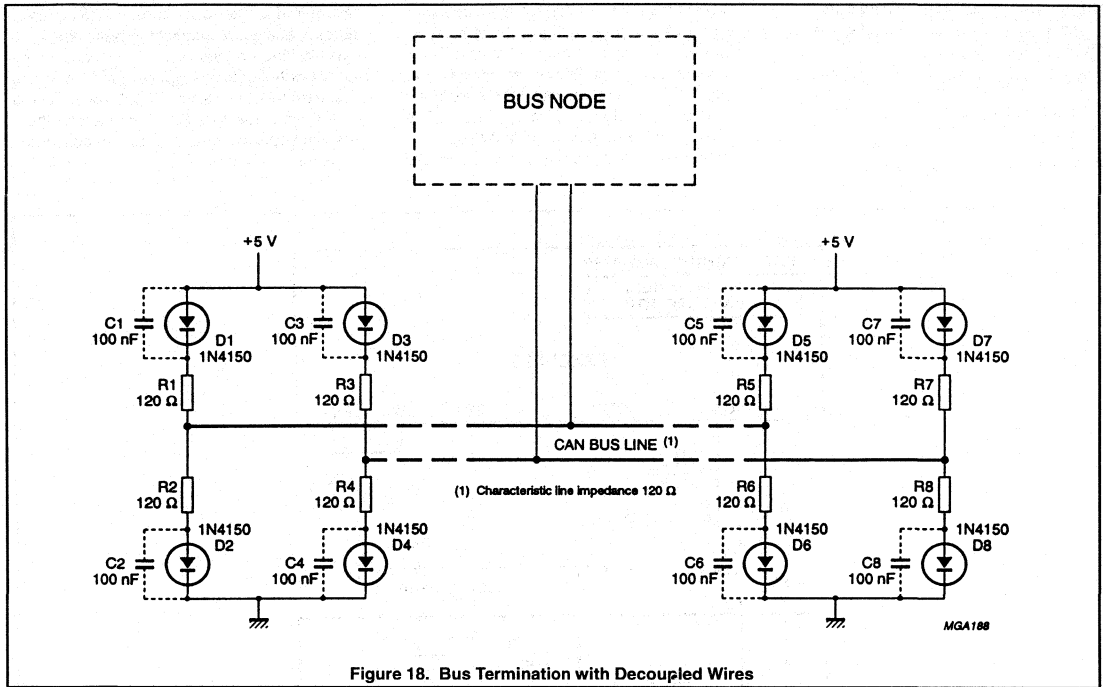 BUS NODE
+5 V
+5 V
C1
100 nF
D1
1N4150
C3
100 nF
D3
1N4150
C5
100 nF
D5
1N4150
C7
100 nF
D7
1N4150
R1
120 Ω
R3
120 Ω
R5
120 Ω
R7
120 Ω
CAN BUS LINE (1)
R2
120 Ω
R4
120 Ω
(1) Characteristic line impedance 120 Ω
R6
120 Ω
R8
120 Ω
1N4150
D2
C2
100 nF
1N4150
D4
C4
100 nF
1N4150
D6
C6
100 nF
1N4150
D8
C8
100 nF
MGA188
Figure 18. Bus Termination with Decoupled Wires